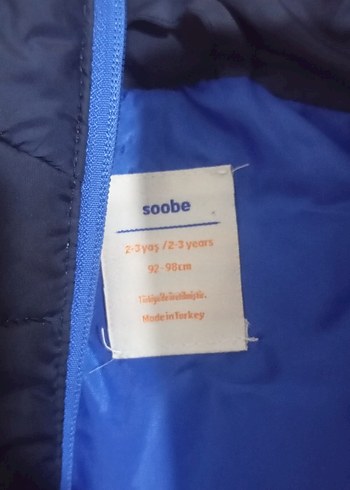 soobe
2-3 yaş / 2-3 years
92-98cm
Türkiye'de Üretilmiştir.
Made in Turkey